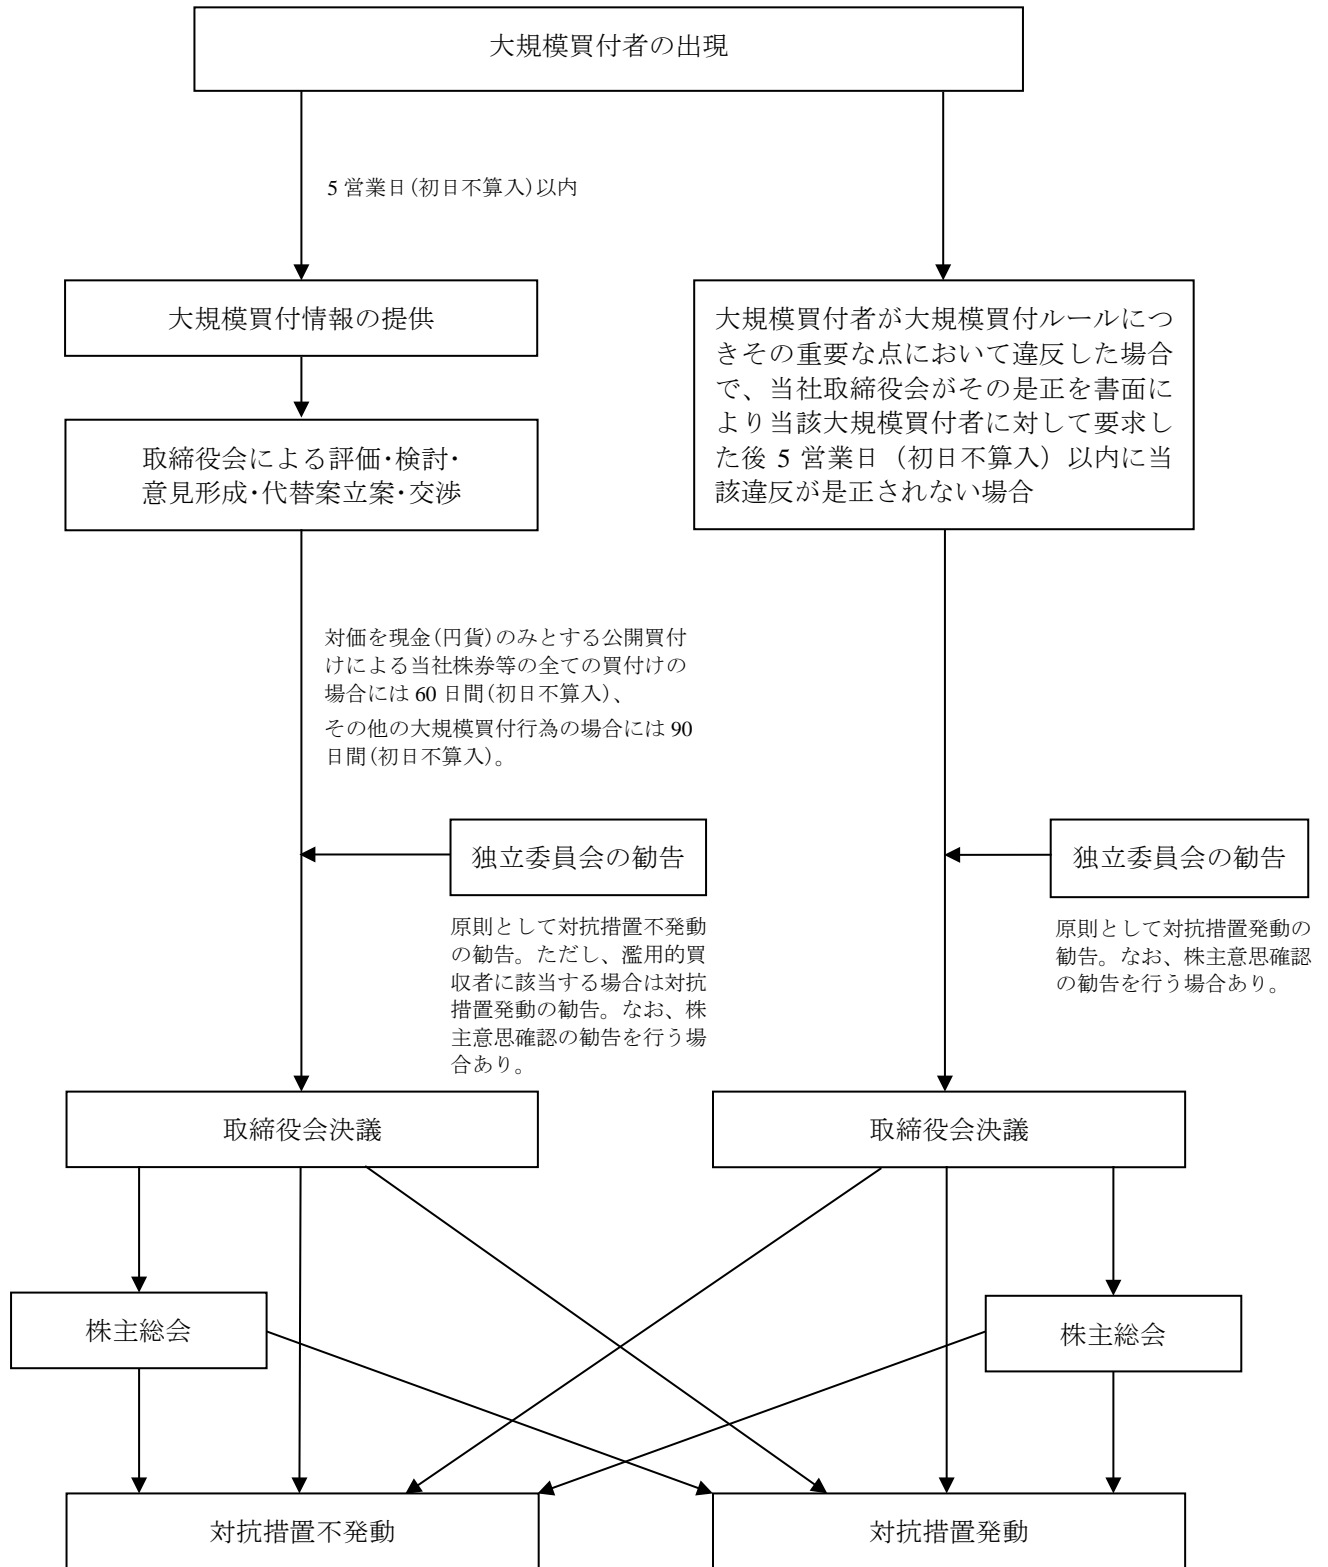 大規模買付者の出現
5 営業日(初日不算入)以内
大規模買付情報の提供
取締役会による評価・検討・
意見形成・代替案立案・交渉
大規模買付者が大規模買付ルールにつ
きその重要な点において違反した場合
で、当社取締役会がその是正を書面に
より当該大規模買付者に対して要求し
た後 5 営業日（初日不算入）以内に当
該違反が是正されない場合
対価を現金(円貨)のみとする公開買付
けによる当社株券等の全ての買付けの
場合には 60 日間(初日不算入)、
その他の大規模買付行為の場合には 90
日間(初日不算入)。
独立委員会の勧告
原則として対抗措置不発動
の勧告。ただし、濫用的買
収者に該当する場合は対抗
措置発動の勧告。なお、株
主意思確認の勧告を行う場
合あり。
独立委員会の勧告
原則として対抗措置発動の
勧告。なお、株主意思確認
の勧告を行う場合あり。
取締役会決議
取締役会決議
株主総会
株主総会
対抗措置不発動
対抗措置発動